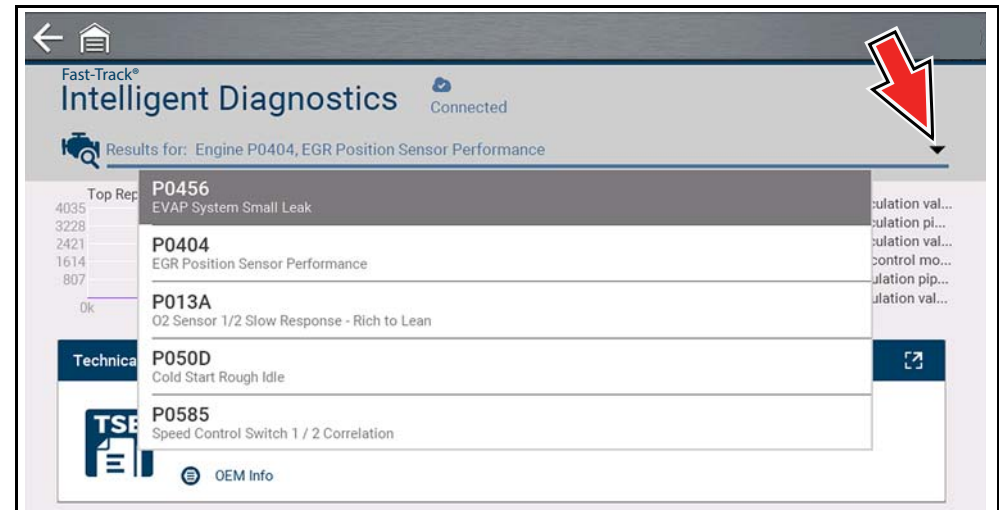 Fast-Track®
Intelligent Diagnostics
Connected
Results for: Engine P0404, EGR Position Sensor Performance
Top Rep
4035
3228
2421
1614
807
0k
P0456
EVAP System Small Leak
P0404
EGR Position Sensor Performance
P013A
O2 Sensor 1/2 Slow Response - Rich to Lean
P050D
Cold Start Rough Idle
P0585
Speed Control Switch 1 / 2 Correlation
culation val...
culation pi...
culation val...
control mo...
ulation pip...
ulation val...
Technica
TSB
OEM Info